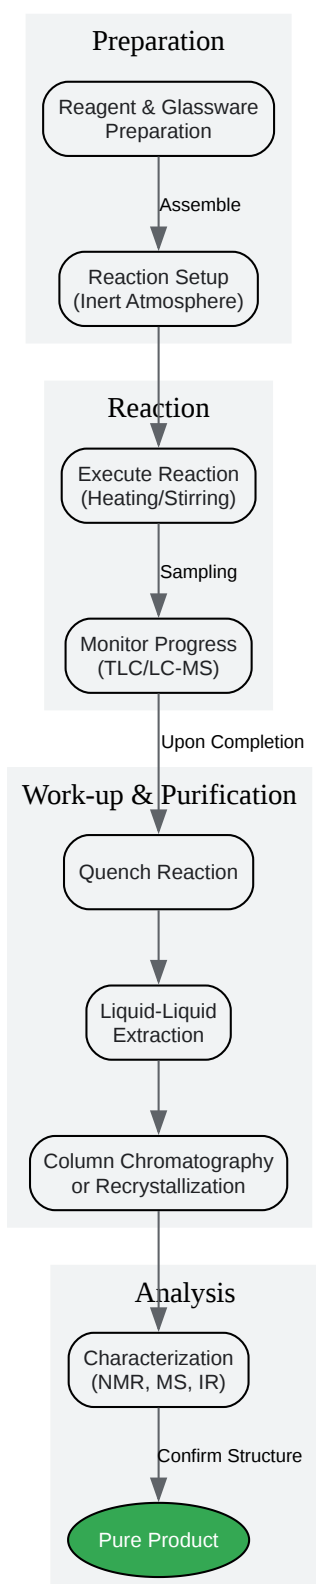 Preparation
Reagent & Glassware
Preparation
Assemble
Reaction Setup
(Inert Atmosphere)
Reaction
Execute Reaction
(Heating/Stirring)
Sampling
Monitor Progress
(TLC/LC-MS)
Upon Completion
Work-up & Purification
Quench Reaction
Liquid-Liquid
Extraction
Column Chromatography
or Recrystallization
Analysis
Characterization
(NMR, MS, IR)
Confirm Structure
Pure Product